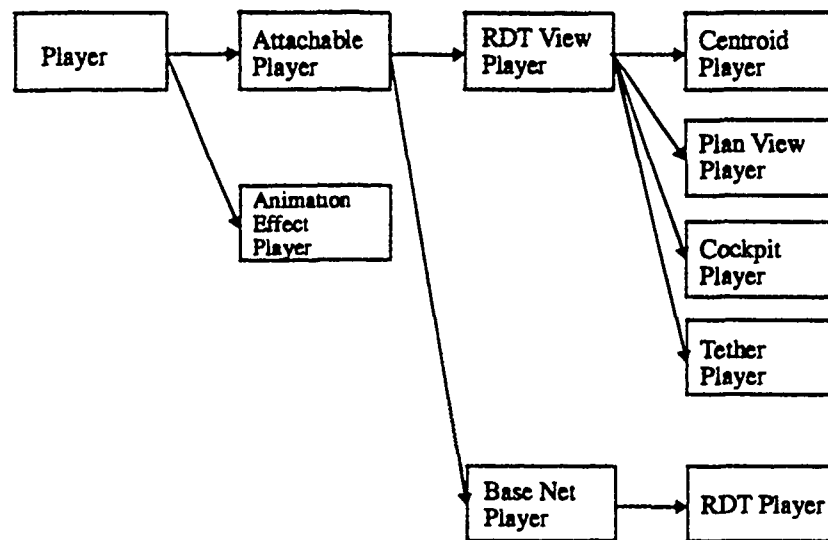 Player
Attachable
Player
RDT View
Player
Centroid
Player
Plan View
Player
Animation
Effect
Player
Cockpit
Player
Tether
Player
Base Net
Player
RDT Player